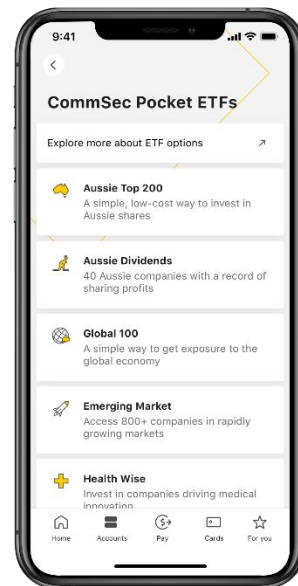 9:41
CommSec Pocket ETFs
Explore more about ETF options
Aussie Top 200
A simple, low-cost way to invest in
Aussie shares
Aussie Dividends
40 Aussie companies with a record of
sharing profits
Global 100
A simple way to get exposure to the
global economy
Emerging Market
Access 800+ companies in rapidly
growing markets
Health Wise
Invest in companies driving medical
innovation
Home Accounts Pay Cards For you